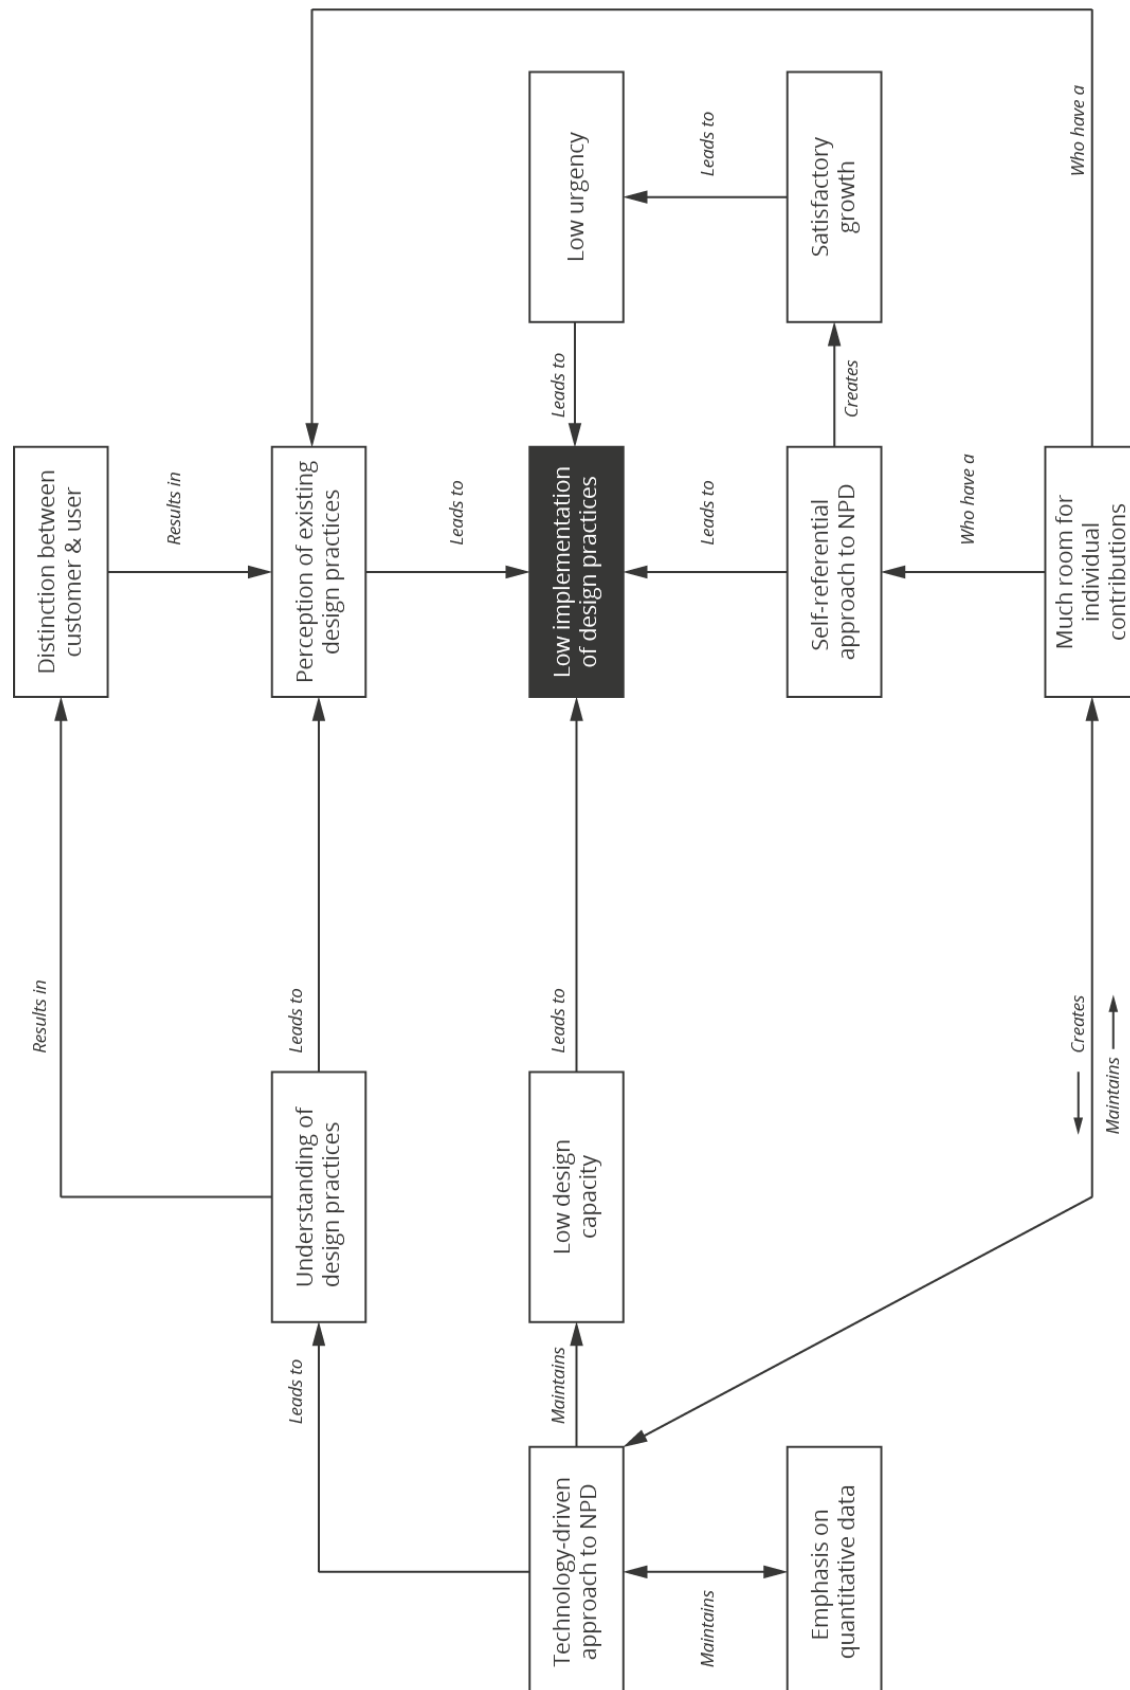 Distinction between
customer & user
Results in
Results in
Understanding of
design practices
Leads to
Perception of existing
design practices
Leads to
Leads to
Technology-driven
approach to NPD
Maintains
Low design
capacity
Leads to
Low implementation
of design practices
Leads to
Low urgency
Maintains
Leads to
Leads to
Emphasis on
quantitative data
Self-referential
approach to NPD
Creates
Satisfactory
growth
Who have a
Creates
Maintains
Much room for
individual
contributions
Who have a